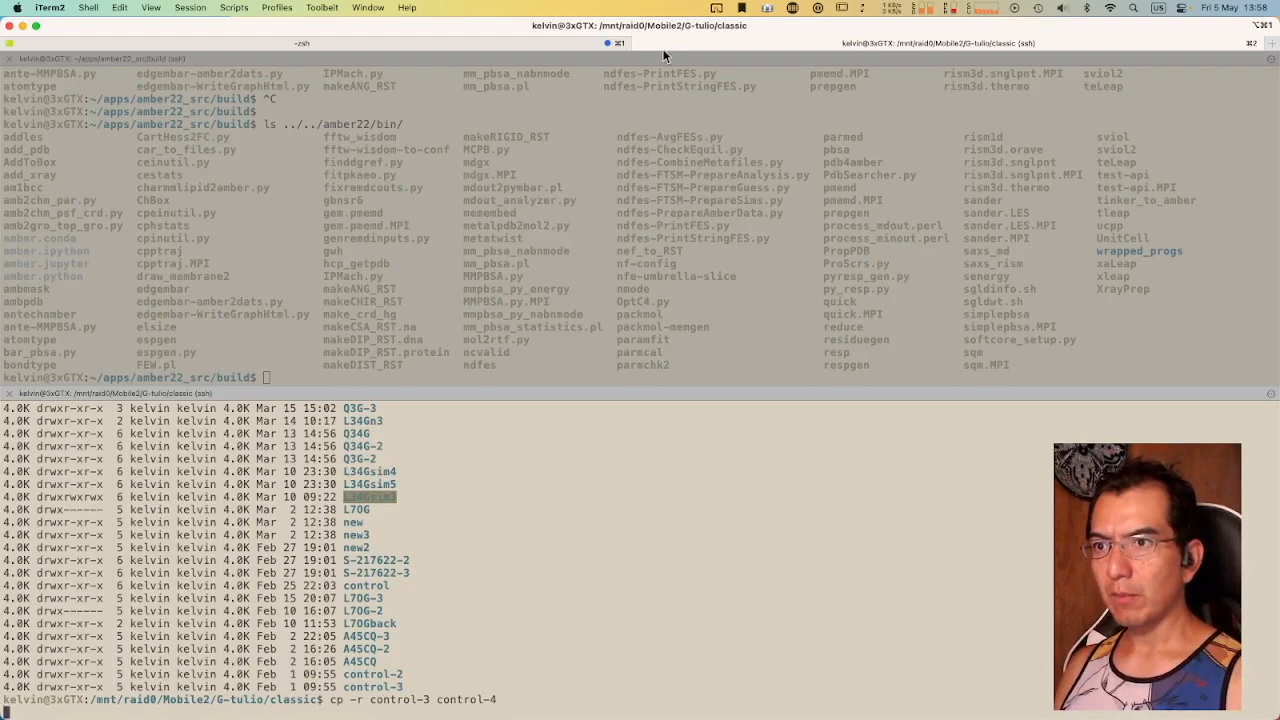 iTerm2 Shell Edit View Session Scripts Profiles Toolbelt Window Help Fri 5 May 13:58
kelvin@3xGTX: /mnt/raid0/Mobile2/G-tulio/classic ⌥⌘1
-zsh ⌘1 kelvin@3xGTX: /mnt/raid0/Mobile2/G-tulio/classic (ssh) ⌘2
kelvin@3xGTX: ~/apps/amber22_src/build (ssh)
ante-MMPBSA.py edgembar-amber2dats.py IPMach.py mm_pbsa_nabnmode ndfes-PrintFES.py pmemd.MPI rism3d.snglpnt.MPI sviol2
atomtype edgembar-WriteGraphHtml.py makeANG_RST mm_pbsa.pl ndfes-PrintStringFES.py prepgen rism3d.thermo teLeap
kelvin@3xGTX:~/apps/amber22_src/build$ ^C
kelvin@3xGTX:~/apps/amber22_src/build$
kelvin@3xGTX:~/apps/amber22_src/build$ ls ../../amber22/bin/
addles CartHess2FC.py fftw_wisdom makeRIGID_RST ndfes-AvgFESs.py parmed rism1d sviol
add_pdb car_to_files.py fftw-wisdom-to-conf MCPB.py ndfes-CheckEquil.py pbsa rism3d.orave sviol2
AddToBox ceinutil.py finddgref.py mdgx ndfes-CombineMetafiles.py pdb4amber rism3d.snglpnt teLeap
add_xray cestats fitpkaeo.py mdgx.MPI ndfes-FTSM-PrepareAnalysis.py PdbSearcher.py rism3d.snglpnt.MPI test-api
am1bcc charmmlipid2amber.py fixremdcouts.py mdout2pymbar.pl ndfes-FTSM-PrepareGuess.py pmemd rism3d.thermo test-api.MPI
amb2chm_par.py ChBox gbnsr6 mdout_analyzer.py ndfes-FTSM-PrepareSims.py pmemd.MPI sander tinker_to_amber
amb2chm_psf_crd.py cpeinutil.py gem.pmemd memembed ndfes-PrepareAmberData.py prepgen sander.LES tleap
amb2gro_top_gro.py cphstats gem.pmemd.MPI metalpdb2mol2.py ndfes-PrintFES.py process_mdout.perl sander.LES.MPI ucpp
amber.conda cpinutil.py genremdinputs.py metatwist ndfes-PrintStringFES.py process_minout.perl sander.MPI UnitCell
amber.ipython cpptraj gwh mm_pbsa_nabnmode nef_to_RST PropPDB saxs_md wrapped_progs
amber.jupyter cpptraj.MPI hcp_getpdb mm_pbsa.pl nf-config ProScrs.py saxs_rism xaLeap
amber.python draw_membrane2 IPMach.py MMPBSA.py nfe-umbrella-slice pyresp_gen.py senergy xleap
ambmask edgembar makeANG_RST mmpbsa_py_energy nmode py_resp.py sgldinfo.sh XrayPrep
ambpdb edgembar-amber2dats.py makeCHIR_RST MMPBSA.py.MPI OptC4.py quick sgldwt.sh
antechamber edgembar-WriteGraphHtml.py make_crd_hg mmpbsa_py_nabnmode packmol quick.MPI simplepbsa
ante-MMPBSA.py elsize makeCSA_RST.na mm_pbsa_statistics.pl packmol-memgen reduce simplepbsa.MPI
atomtype espgen makeDIP_RST.dna mol2rtf.py paramfit residuegen softcore_setup.py
bar_pbsa.py espgen.py makeDIP_RST.protein ncvalid parmcal resp sqm
bondtype FEW.pl makeDIST_RST ndfes parmchk2 respgen sqm.MPI
kelvin@3xGTX:~/apps/amber22_src/build$
kelvin@3xGTX: /mnt/raid0/Mobile2/G-tulio/classic (ssh)
4.0K drwxr-xr-x 3 kelvin kelvin 4.0K Mar 15 15:02 Q3G-3
4.0K drwxr-xr-x 2 kelvin kelvin 4.0K Mar 14 10:17 L34Gn3
4.0K drwxr-xr-x 6 kelvin kelvin 4.0K Mar 13 14:56 Q34G
4.0K drwxr-xr-x 6 kelvin kelvin 4.0K Mar 13 14:56 Q34G-2
4.0K drwxr-xr-x 6 kelvin kelvin 4.0K Mar 13 14:56 Q3G-2
4.0K drwxr-xr-x 6 kelvin kelvin 4.0K Mar 10 23:30 L34Gsim4
4.0K drwxr-xr-x 6 kelvin kelvin 4.0K Mar 10 23:30 L34Gsim5
4.0K drwxrwxrwx 6 kelvin kelvin 4.0K Mar 10 09:22 L34Gsim3
4.0K drwx------ 5 kelvin kelvin 4.0K Mar 2 12:38 L7OG
4.0K drwxr-xr-x 5 kelvin kelvin 4.0K Mar 2 12:38 new
4.0K drwxr-xr-x 5 kelvin kelvin 4.0K Mar 2 12:38 new3
4.0K drwxr-xr-x 5 kelvin kelvin 4.0K Feb 27 19:01 new2
4.0K drwxr-xr-x 6 kelvin kelvin 4.0K Feb 27 19:01 S-217622-2
4.0K drwxr-xr-x 6 kelvin kelvin 4.0K Feb 27 19:01 S-217622-3
4.0K drwxr-xr-x 6 kelvin kelvin 4.0K Feb 25 22:03 control
4.0K drwxr-xr-x 5 kelvin kelvin 4.0K Feb 15 20:07 L7OG-3
4.0K drwx------ 5 kelvin kelvin 4.0K Feb 10 16:07 L7OG-2
4.0K drwxr-xr-x 2 kelvin kelvin 4.0K Feb 10 11:53 L7OGback
4.0K drwxr-xr-x 5 kelvin kelvin 4.0K Feb 2 22:26 A45CQ-3
4.0K drwxr-xr-x 5 kelvin kelvin 4.0K Feb 2 16:05 A45CQ-2
4.0K drwxr-xr-x 6 kelvin kelvin 4.0K Feb 2 16:05 A45CQ
4.0K drwxr-xr-x 5 kelvin kelvin 4.0K Feb 1 09:55 control-2
4.0K drwxr-xr-x 5 kelvin kelvin 4.0K Feb 1 09:55 control-3
kelvin@3xGTX:/mnt/raid0/Mobile2/G-tulio/classic$ cp -r control-3 control-4